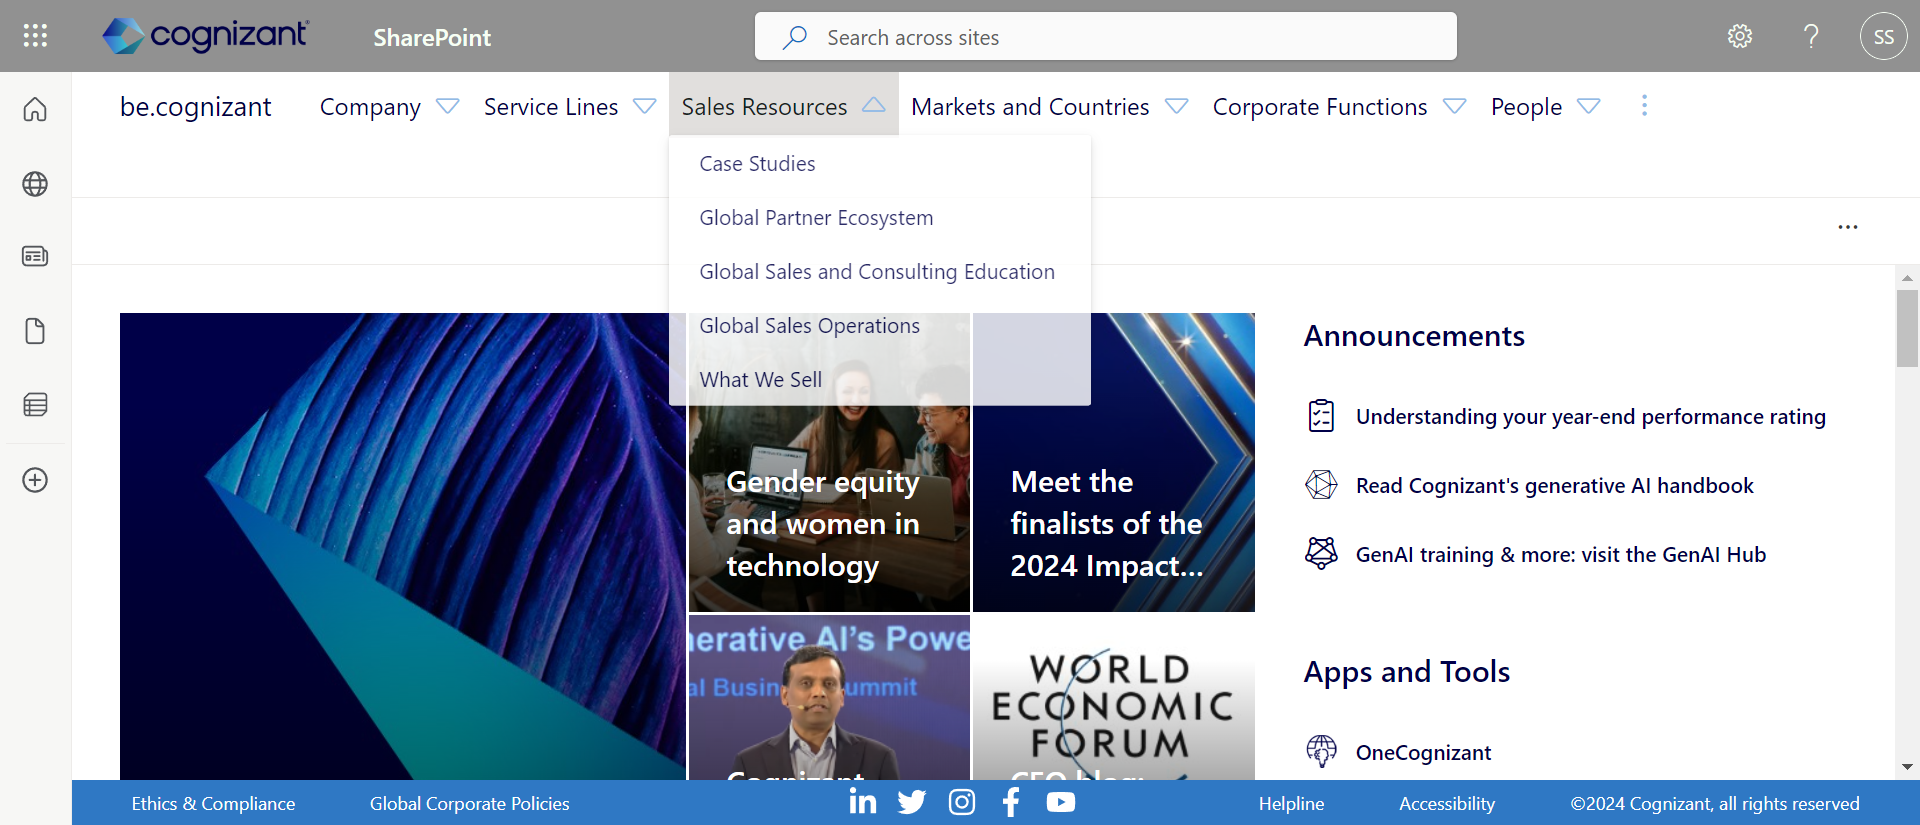 cognizant
SharePoint
Search across sites
SS
be.cognizant
Company
Service Lines
Sales Resources
Markets and Countries
Corporate Functions
People
Case Studies
Global Partner Ecosystem
Global Sales and Consulting Education
Global Sales Operations
What We Sell
Gender equity
and women in
technology
Meet the
finalists of the
2024 Impact...
nerative AI's Powe
al Busin
ummit
Cognizant
WORLD
ECONOMIC
FORUM
CEO blog:
Announcements
Understanding your year-end performance rating
Read Cognizant's generative AI handbook
GenAI training & more: visit the GenAI Hub
Apps and Tools
OneCognizant
Ethics & Compliance
Global Corporate Policies
Helpline
Accessibility
©2024 Cognizant, all rights reserved